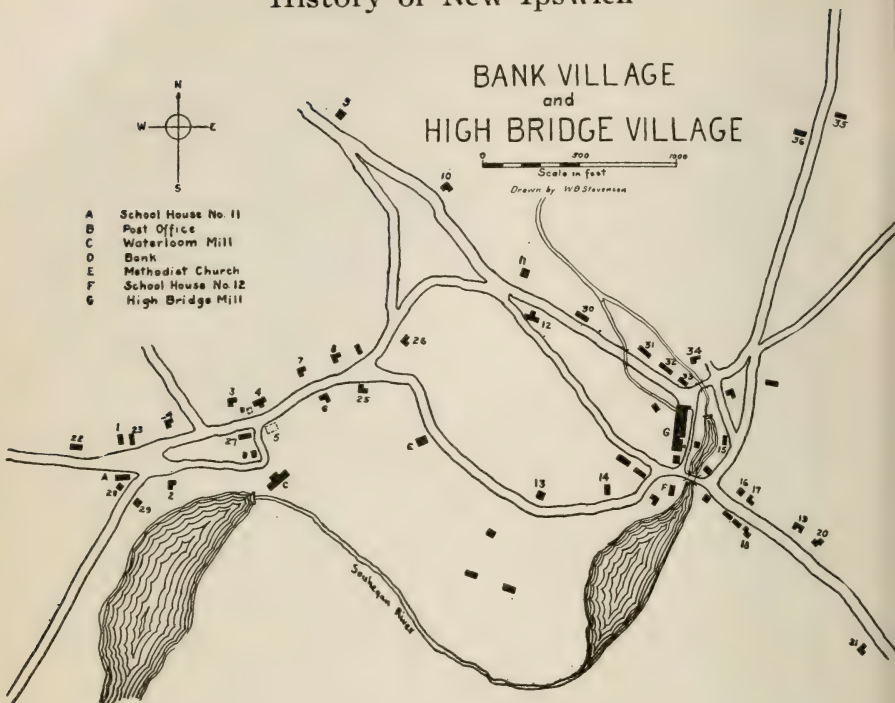 History of New Ipswich
BANK VILLAGE
and
HIGH BRIDGE VILLAGE
0 500 1000
Scale in feet
Drawn by W.B Stevenson
N
W E
S
A School House No. 11
B Post Office
C Waterloom Mill
D Bank
E Methodist Church
F School House No. 12
G High Bridge Mill
9
10
11
12
30
31
32
33
34
35
36
26
7
8
3
4
6
25
5
27
1
23
22
A
28
29
2
C
E
13
14
F
G
15
16
17
18
19
20
21
Souhegan River